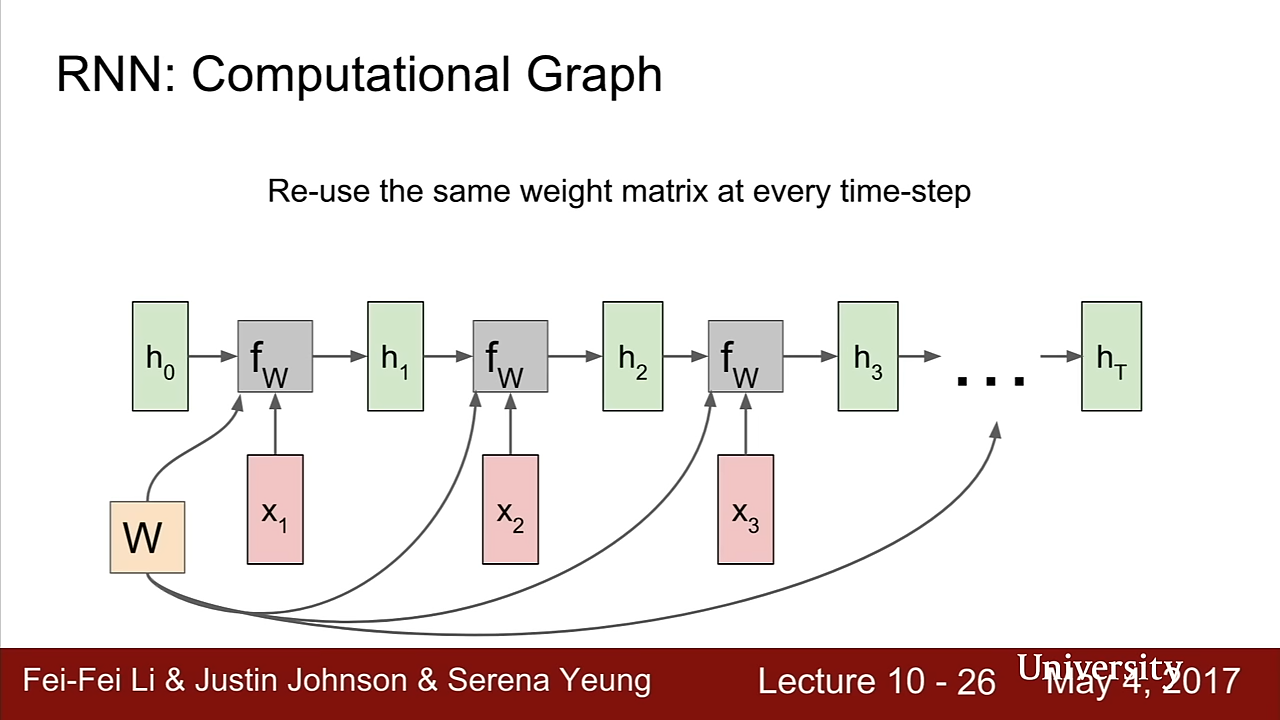 RNN: Computational Graph
Re-use the same weight matrix at every time-step
h0 fW h1 fW h2 fW h3 ... hT
W x1 x2 x3
Fei-Fei Li & Justin Johnson & Serena Yeung Lecture 10 - 26 May 4, 2017
University